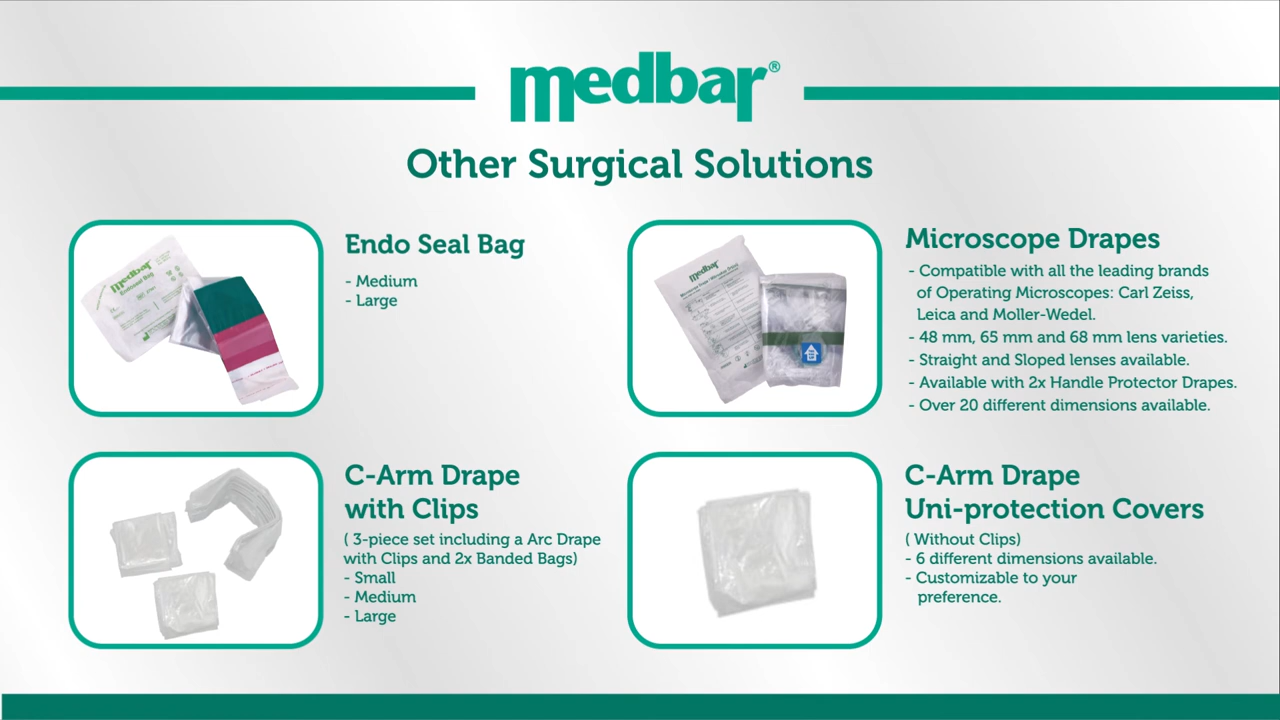 medbar®
Other Surgical Solutions
medbar
Endoseal Bag
Endo Seal Bag
- Medium
- Large
medbar
Microscope Drapes
- Compatible with all the leading brands
of Operating Microscopes: Carl Zeiss,
Leica and Moller-Wedel.
- 48 mm, 65 mm and 68 mm lens varieties.
- Straight and Sloped lenses available.
- Available with 2x Handle Protector Drapes.
- Over 20 different dimensions available.
C-Arm Drape
with Clips
( 3-piece set including a Arc Drape
with Clips and 2x Banded Bags)
- Small
- Medium
- Large
C-Arm Drape
Uni-protection Covers
( Without Clips)
- 6 different dimensions available.
- Customizable to your
preference.